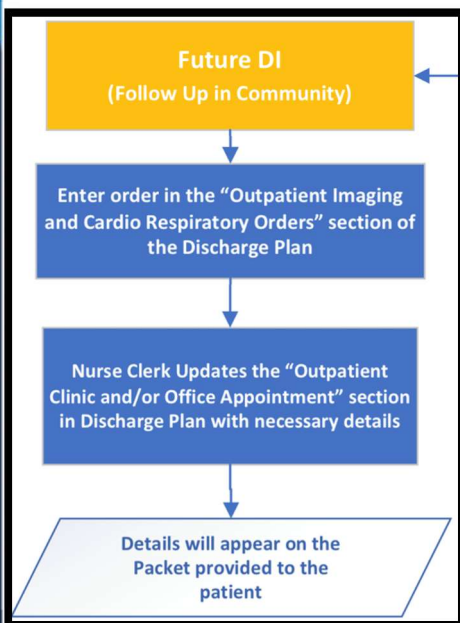 Future DI
(Follow Up in Community)
Enter order in the “Outpatient Imaging
and Cardio Respiratory Orders” section of
the Discharge Plan
Nurse Clerk Updates the “Outpatient
Clinic and/or Office Appointment” section
in Discharge Plan with necessary details
Details will appear on the
Packet provided to the
patient